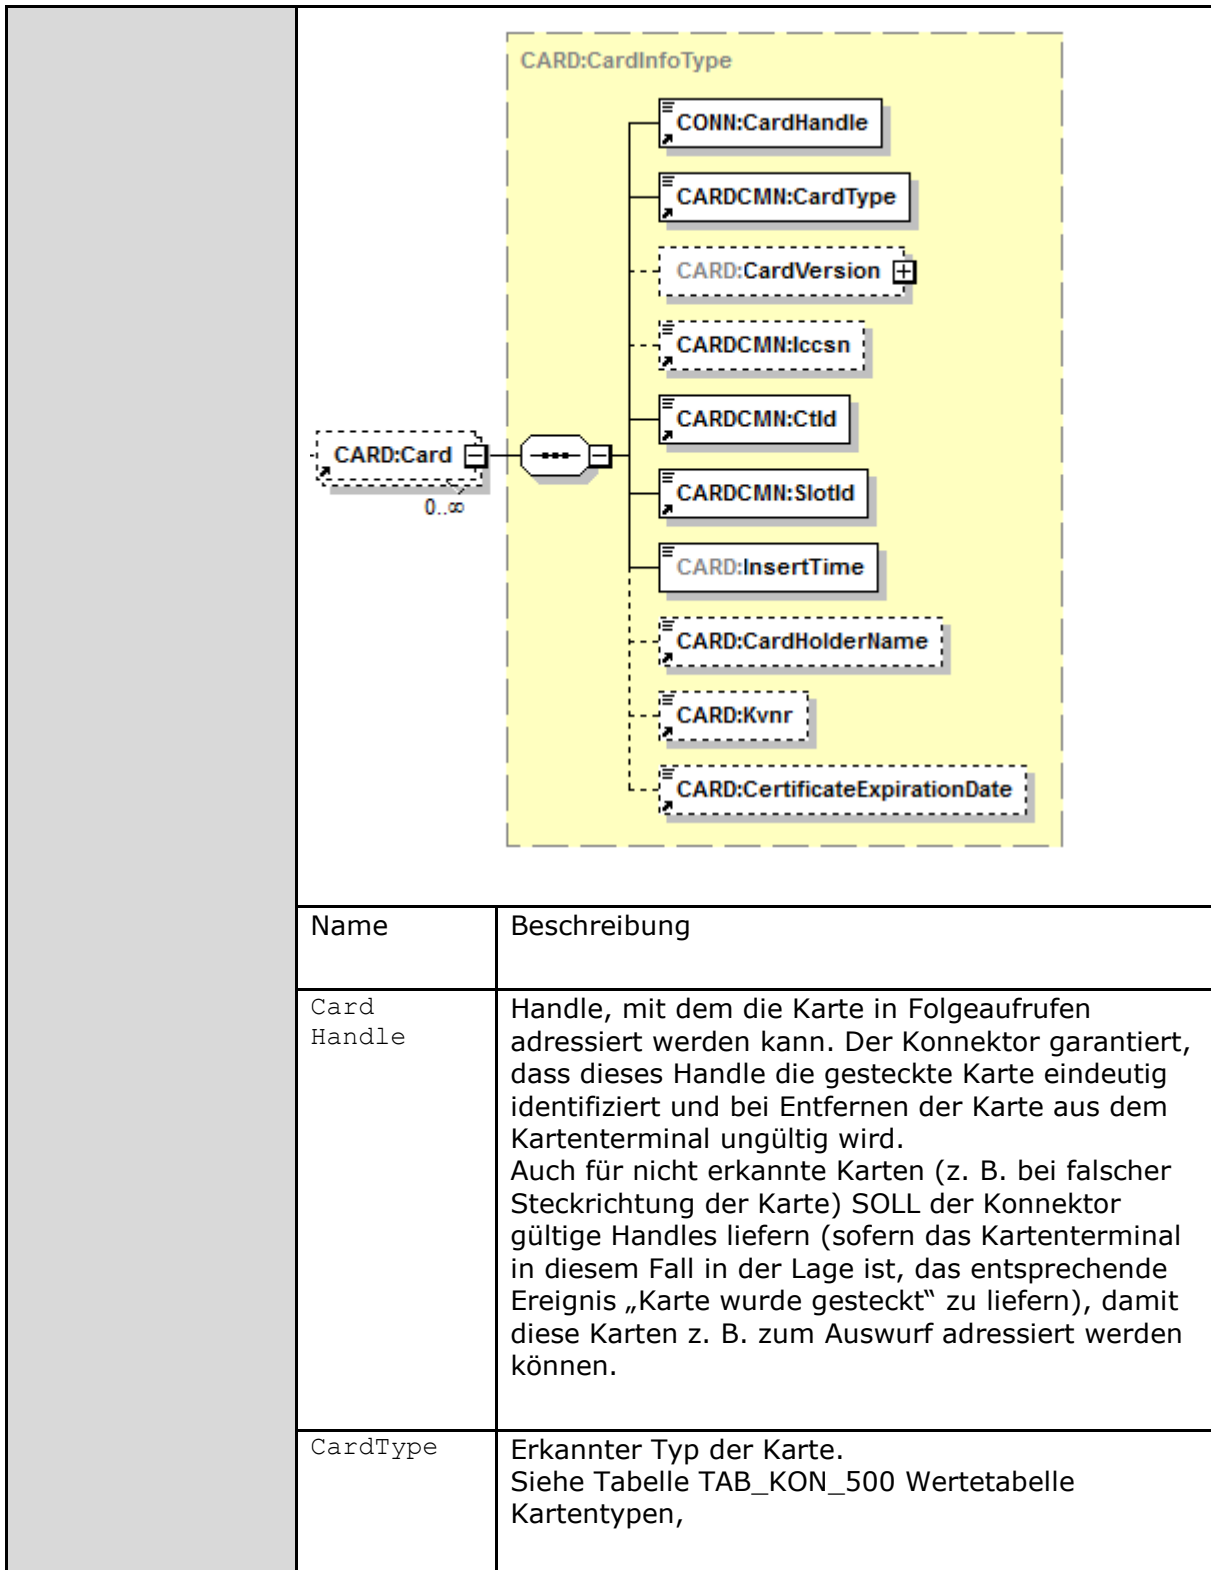 CARD:CardInfoType
CONN:CardHandle
CARDCMN:CardType
CARD:CardVersion
CARDCMN:Iccsn
CARDCMN:CtId
CARD:Card
0..∞
CARDCMN:SlotId
CARD:InsertTime
CARD:CardHolderName
CARD:Kvnr
CARD:CertificateExpirationDate
Name
Beschreibung
Card
Handle
Handle, mit dem die Karte in Folgeaufrufen
adressiert werden kann. Der Konnektor garantiert,
dass dieses Handle die gesteckte Karte eindeutig
identifiziert und bei Entfernen der Karte aus dem
Kartenterminal ungültig wird.
Auch für nicht erkannte Karten (z. B. bei falscher
Steckrichtung der Karte) SOLL der Konnektor
gültige Handles liefern (sofern das Kartenterminal
in diesem Fall in der Lage ist, das entsprechende
Ereignis „Karte wurde gesteckt“ zu liefern), damit
diese Karten z. B. zum Auswurf adressiert werden
können.
CardType
Erkannter Typ der Karte.
Siehe Tabelle TAB_KON_500 Wertetabelle
Kartentypen,